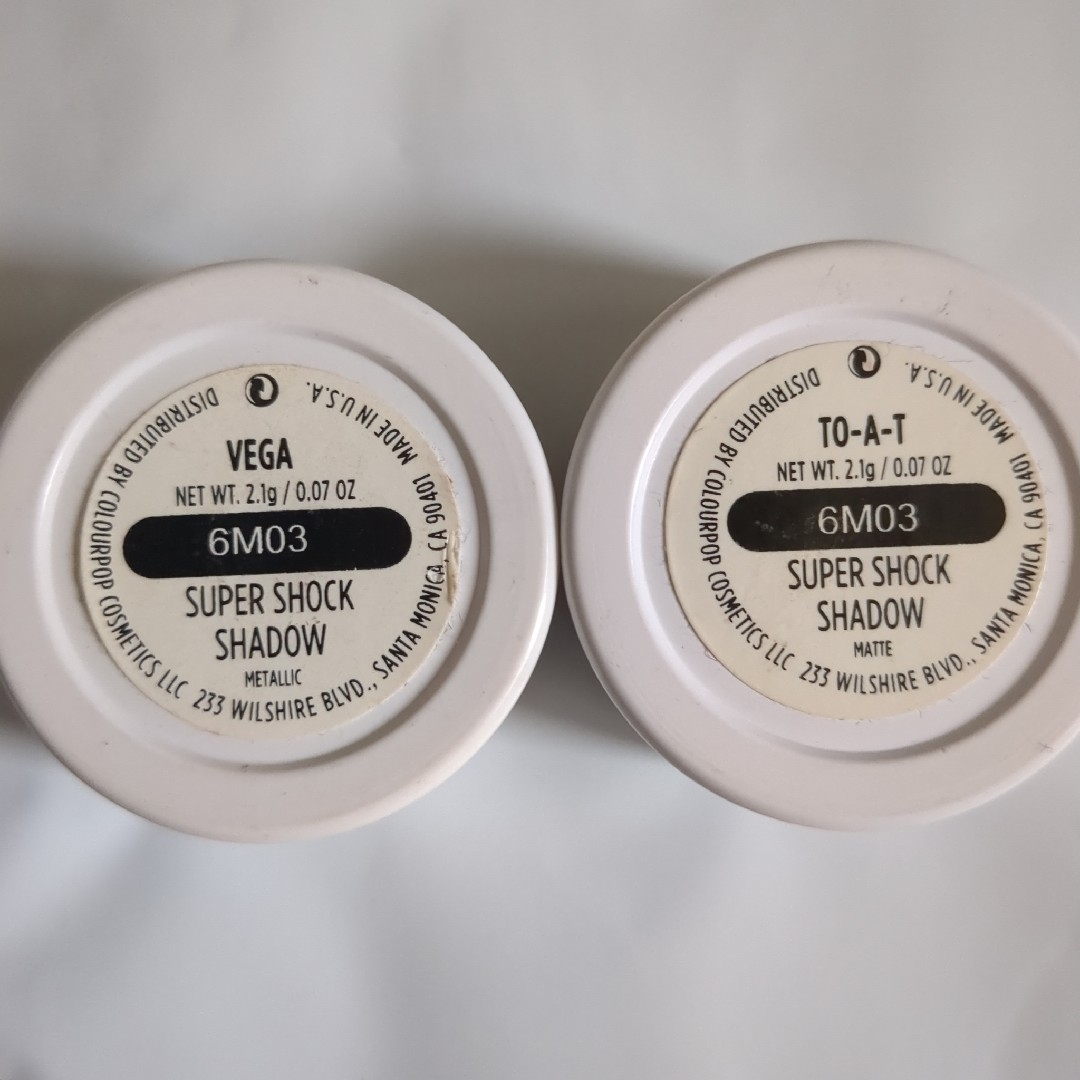 VEGA
NET WT. 2.1g / 0.07 OZ
6M03
SUPER SHOCK
SHADOW
METALLIC
DISTRIBUTED BY COLOURPOP COSMETICS LLC 233 WILSHIRE BLVD., SANTA MONICA, CA 90401 MADE IN U.S.A.
TO-A-T
NET WT. 2.1g / 0.07 OZ
6M03
SUPER SHOCK
SHADOW
MATTE
DISTRIBUTED BY COLOURPOP COSMETICS LLC 233 WILSHIRE BLVD., SANTA MONICA, CA 90401 MADE IN U.S.A.